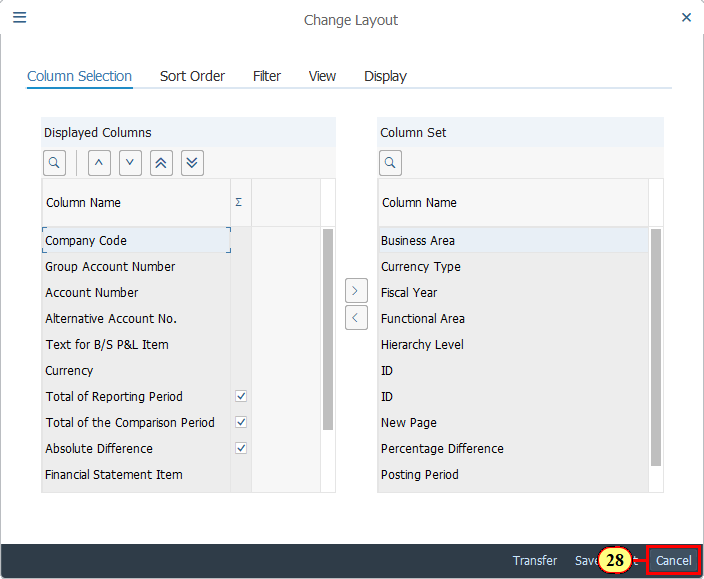 Change Layout
Column Selection Sort Order Filter View Display
Displayed Columns
Column Name Σ
Company Code
Group Account Number
Account Number
Alternative Account No.
Text for B/S P&L Item
Currency
Total of Reporting Period
Total of the Comparison Period
Absolute Difference
Financial Statement Item
Column Set
Column Name
Business Area
Currency Type
Fiscal Year
Functional Area
Hierarchy Level
ID
ID
New Page
Percentage Difference
Posting Period
Transfer 28 Cancel